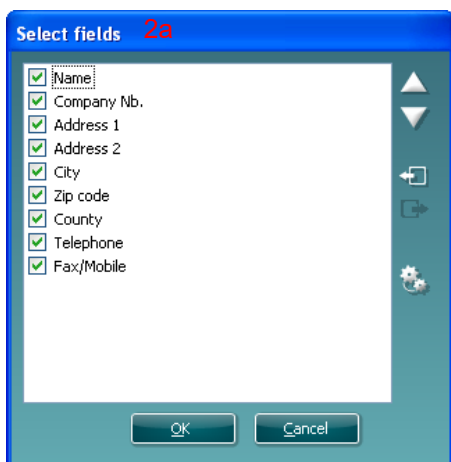 Select fields 2a
Name
Company Nb.
Address 1
Address 2
City
Zip code
County
Telephone
Fax/Mobile
OK Cancel